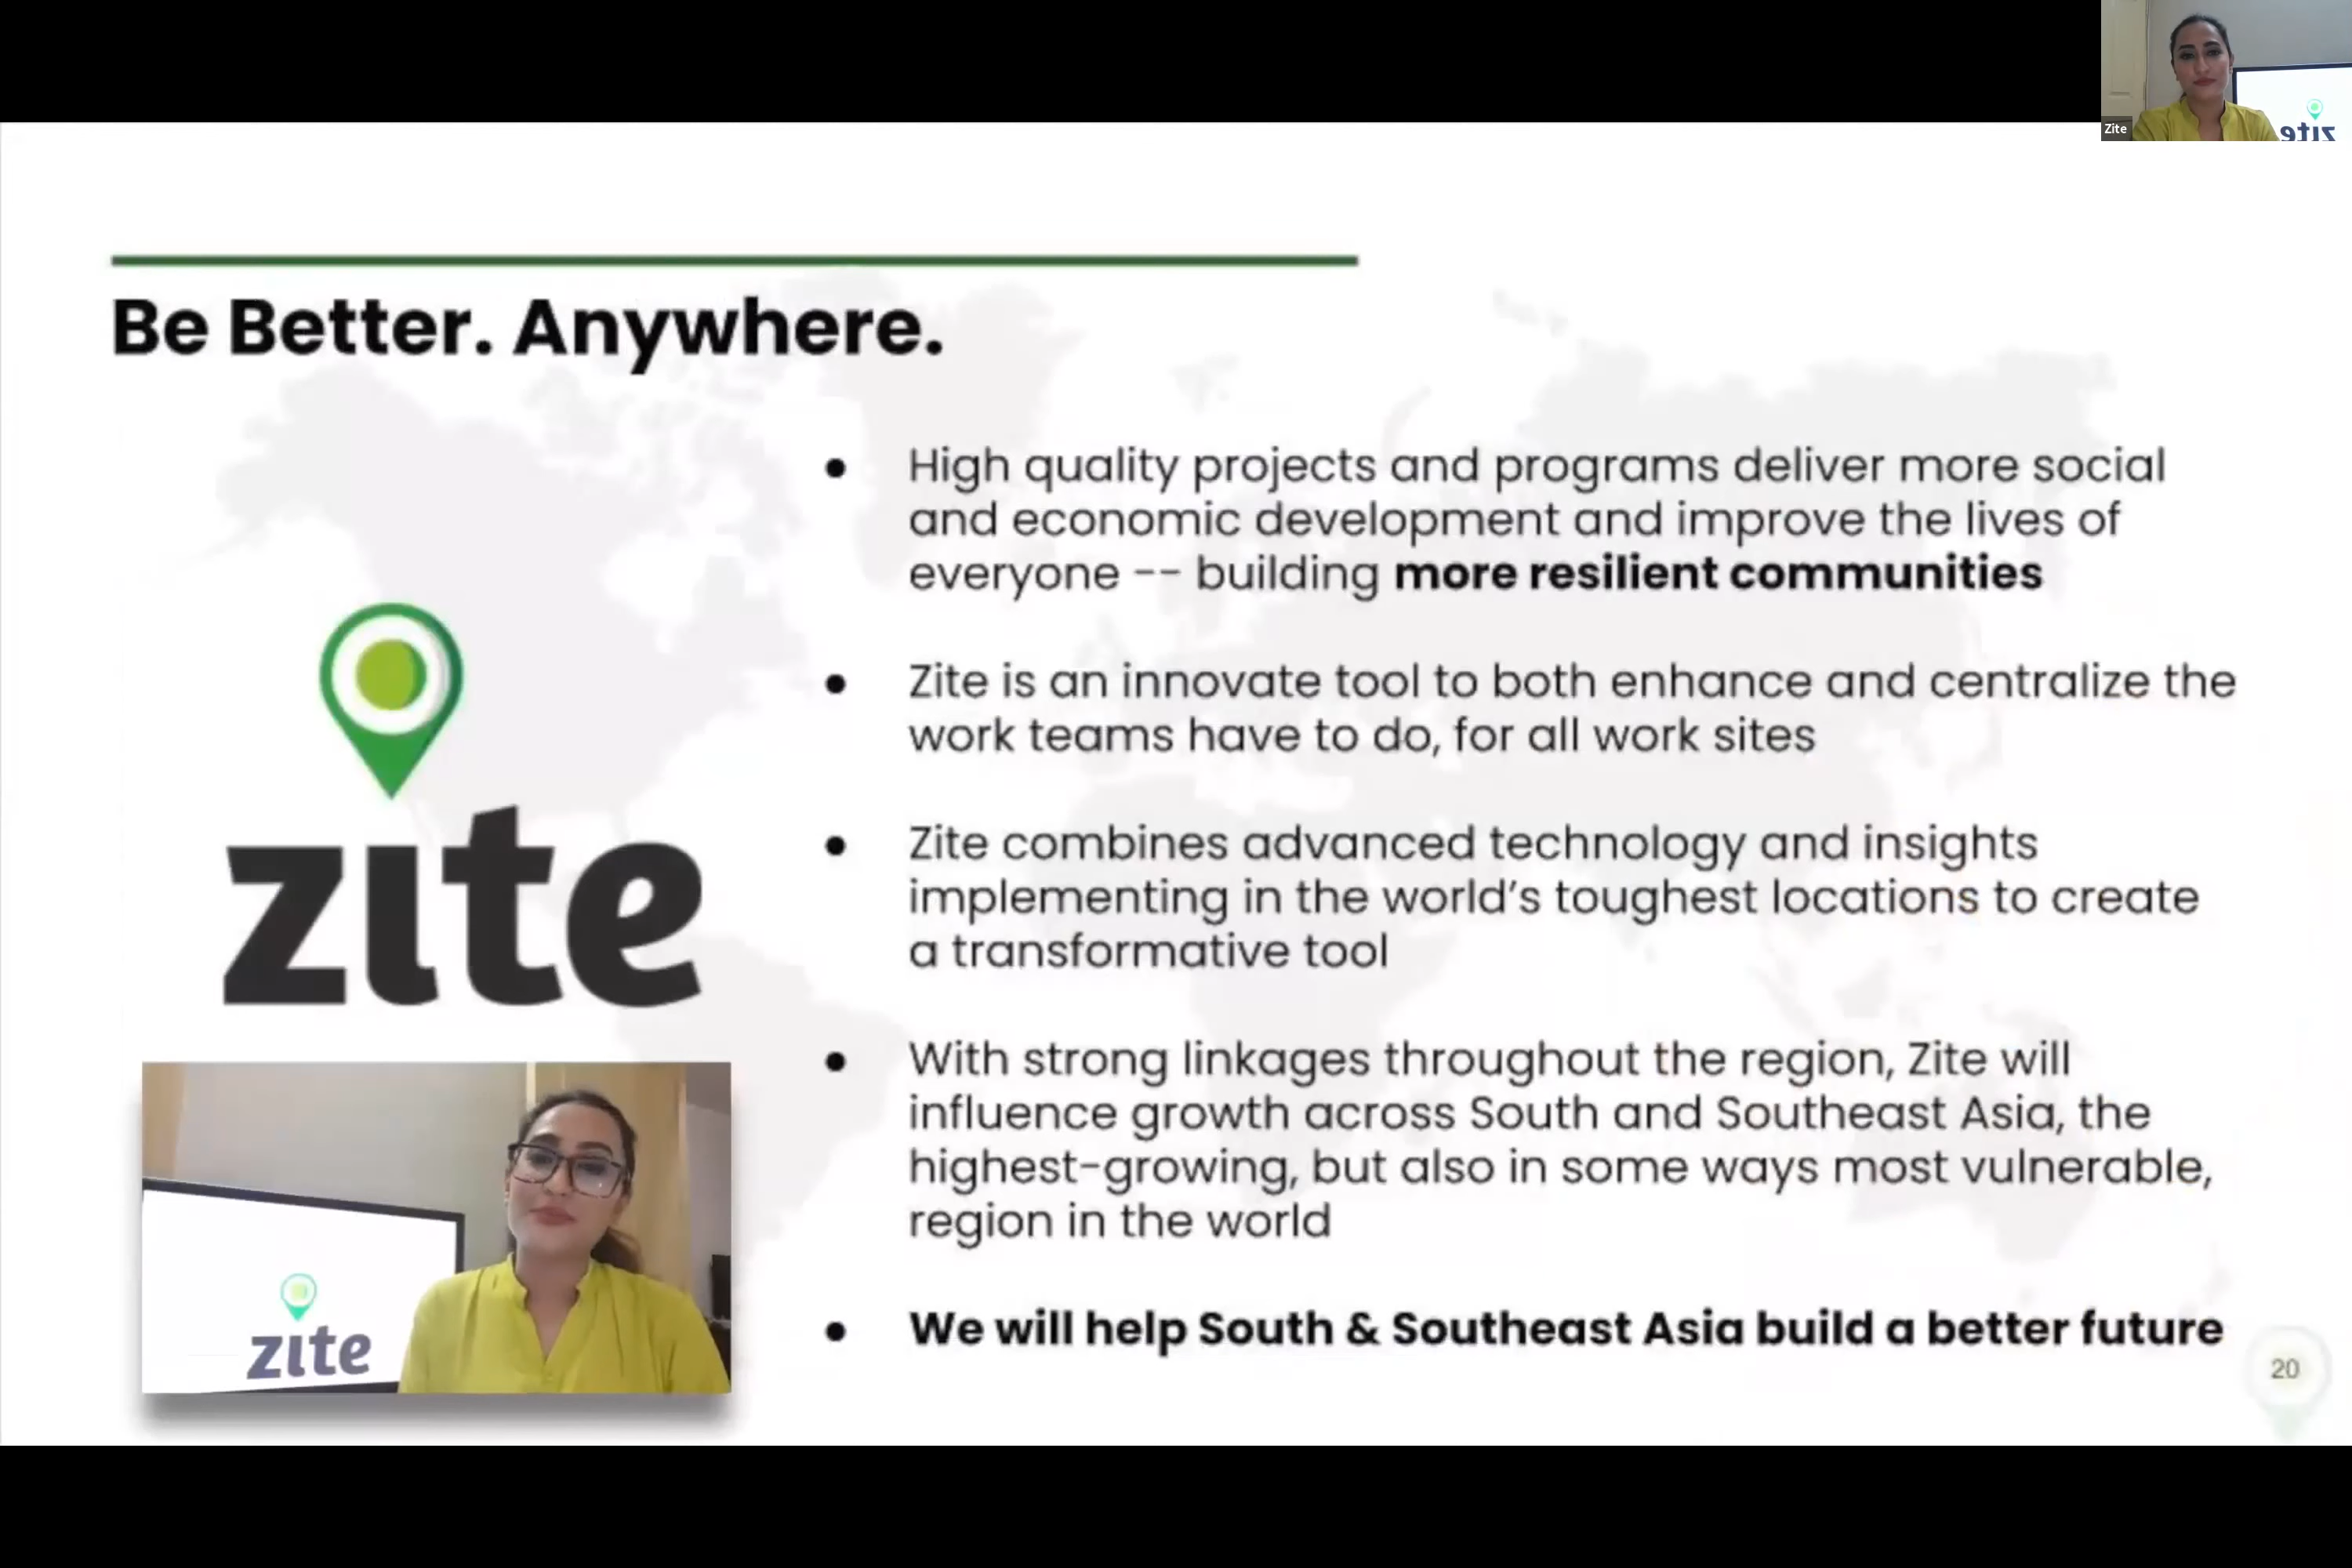 Zite
zite
Be Better. Anywhere.
● High quality projects and programs deliver more social
and economic development and improve the lives of
everyone -- building more resilient communities
● Zite is an innovate tool to both enhance and centralize the
work teams have to do, for all work sites
● Zite combines advanced technology and insights
implementing in the world's toughest locations to create
a transformative tool
● With strong linkages throughout the region, Zite will
influence growth across South and Southeast Asia, the
highest-growing, but also in some ways most vulnerable,
region in the world
● We will help South & Southeast Asia build a better future
zite
zite
20